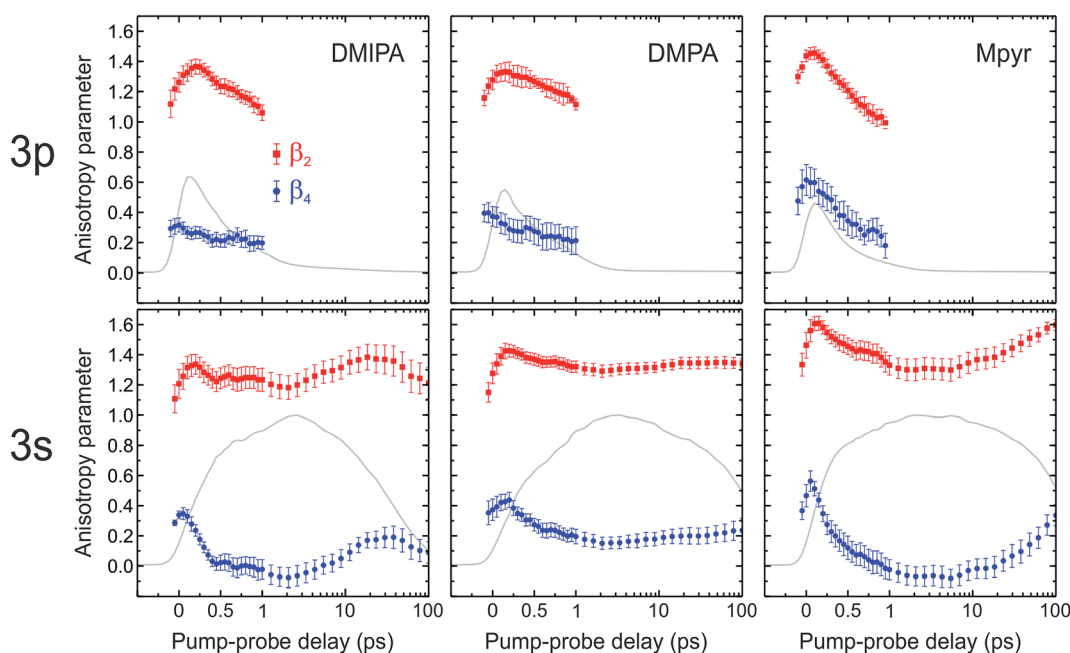 DMIPA
DMPA
Mpyr
3p
Anisotropy parameter
1.6
1.4
1.2
1.0
0.8
0.6
0.4
0.2
0.0
β2
β4
3s
Anisotropy parameter
1.6
1.4
1.2
1.0
0.8
0.6
0.4
0.2
0.0
0 0.5 1 10 100
0 0.5 1 10 100
0 0.5 1 10 100
Pump-probe delay (ps)
Pump-probe delay (ps)
Pump-probe delay (ps)